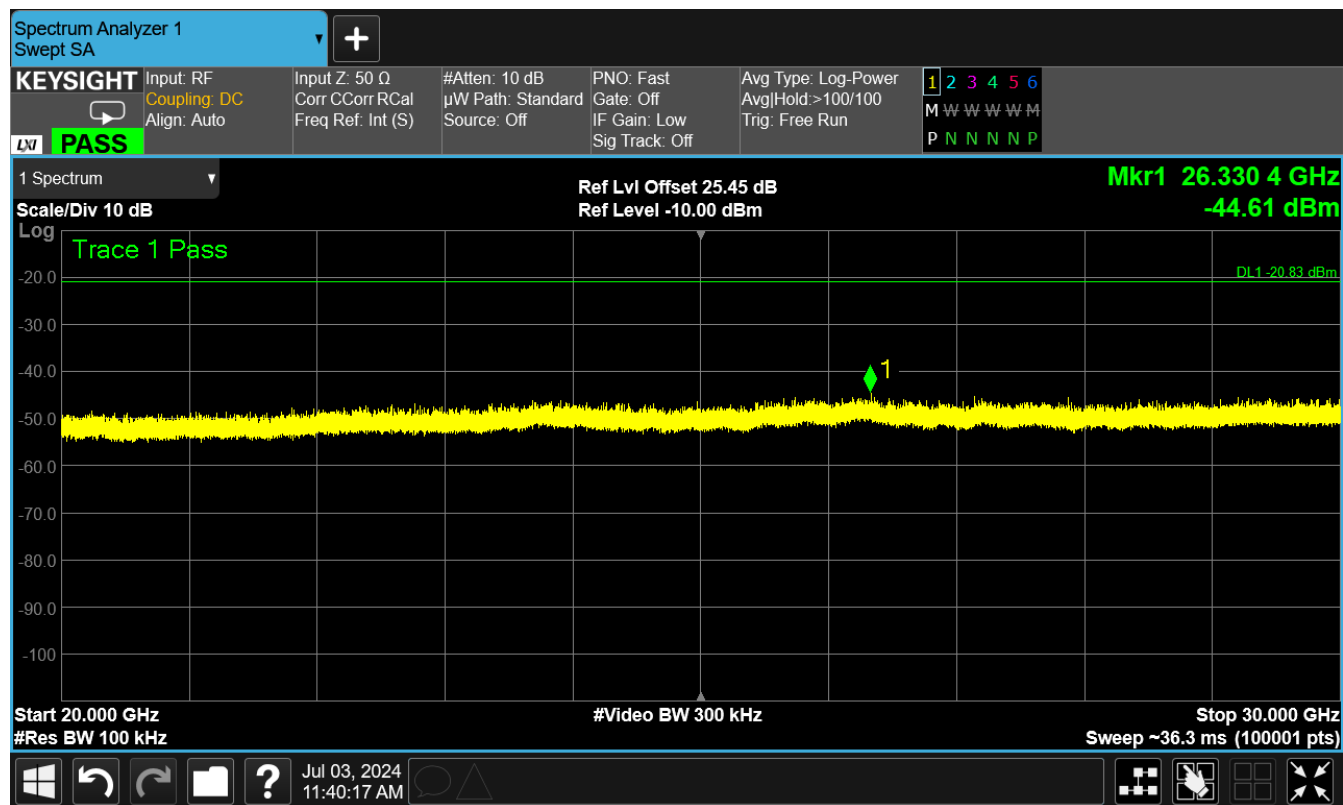 Spectrum Analyzer 1
Swept SA
KEYSIGHT
LXI PASS
Input: RF
Coupling: DC
Align: Auto
Input Z: 50 Ω
Corr CCorr RCal
Freq Ref: Int (S)
#Atten: 10 dB
µW Path: Standard
Source: Off
PNO: Fast
Gate: Off
IF Gain: Low
Sig Track: Off
Avg Type: Log-Power
Avg|Hold:>100/100
Trig: Free Run
1 2 3 4 5 6
M W W W W M
P N N N N P
1 Spectrum
Scale/Div 10 dB
Ref Lvl Offset 25.45 dB
Ref Level -10.00 dBm
Mkr1 26.330 4 GHz
-44.61 dBm
Log
Trace 1 Pass
DL1 -20.83 dBm
-20.0
-30.0
-40.0
1
-50.0
-60.0
-70.0
-80.0
-90.0
-100
Start 20.000 GHz
#Video BW 300 kHz
Stop 30.000 GHz
#Res BW 100 kHz
Sweep ~36.3 ms (100001 pts)
?
Jul 03, 2024
11:40:17 AM